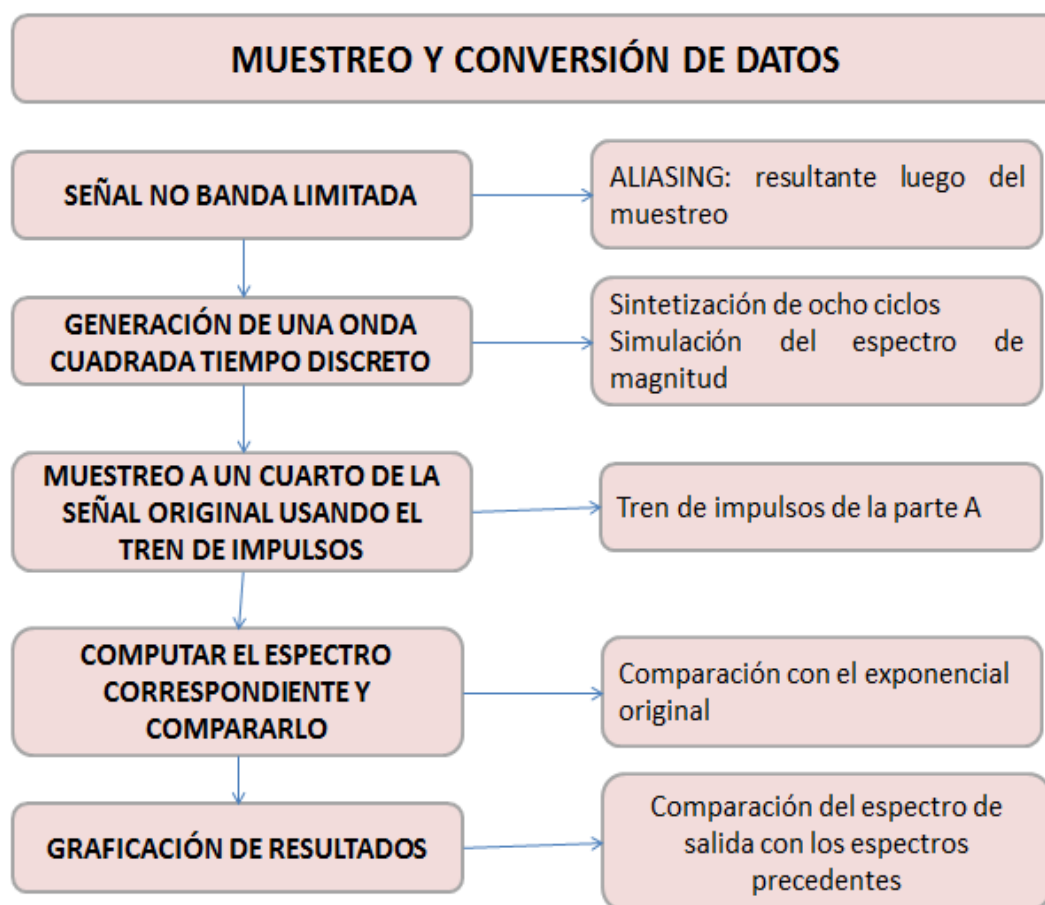 MUESTREO Y CONVERSIÓN DE DATOS
SEÑAL NO BANDA LIMITADA
ALIASING: resultante luego del
muestreo
GENERACIÓN DE UNA ONDA
CUADRADA TIEMPO DISCRETO
Sintetización de ocho ciclos
Simulación del espectro de
magnitud
MUESTREO A UN CUARTO DE LA
SEÑAL ORIGINAL USANDO EL
TREN DE IMPULSOS
Tren de impulsos de la parte A
COMPUTAR EL ESPECTRO
CORRESPONDIENTE Y
COMPARARLO
Comparación con el exponencial
original
GRAFICACIÓN DE RESULTADOS
Comparación del espectro de
salida con los espectros
precedentes